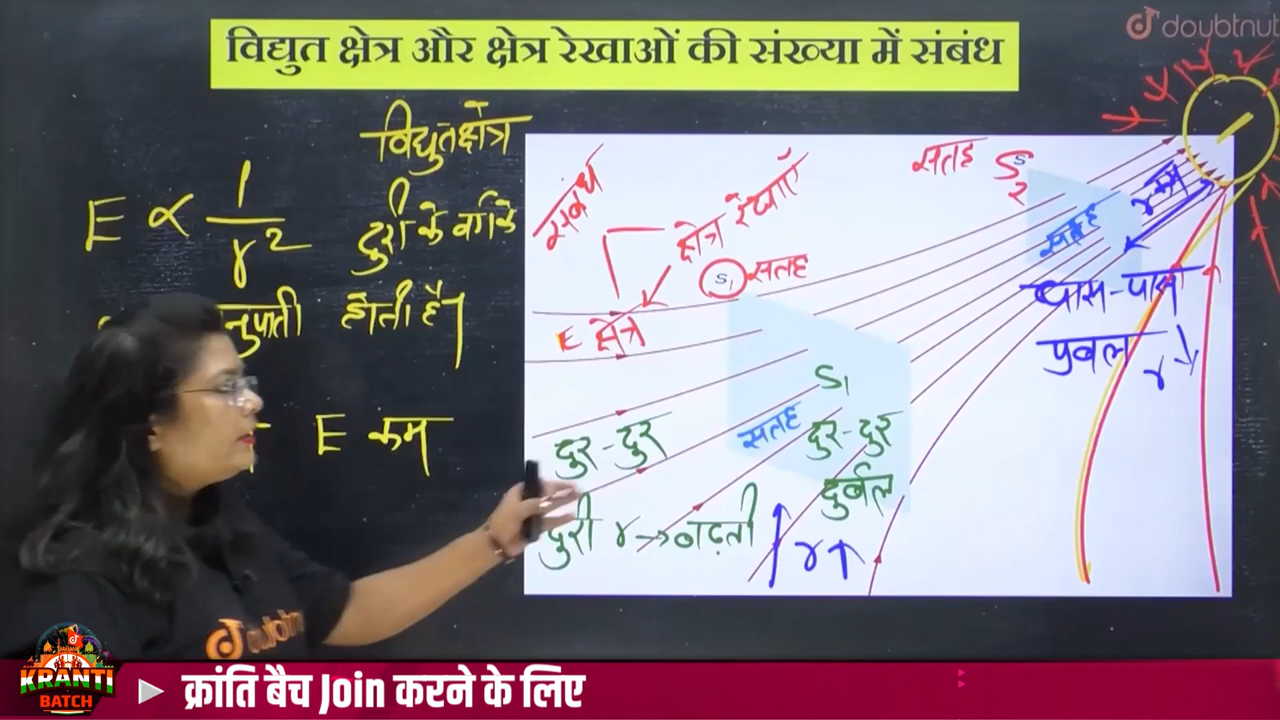 doubtnut
विद्युत क्षेत्र और क्षेत्र रेखाओं की संख्या में संबंध
विद्युतक्षेत्र
E ∝ 1/r²
दुरी के वर्ग के
नुपाती होती है।
E कम
संबंध
क्षेत्र रेखाएँ
E क्षेत्र
S₁ सतह
सतह S₂
S
सतह
r कम
पास-पास
प्रबल r↓
S₁
सतह
दुर-दुर
दुर-दुर
दुर्बल
दुरी r→ बढ़ती
r↑
doubtnu
KRANTI
BATCH
क्रांति बैच Join करने के लिए